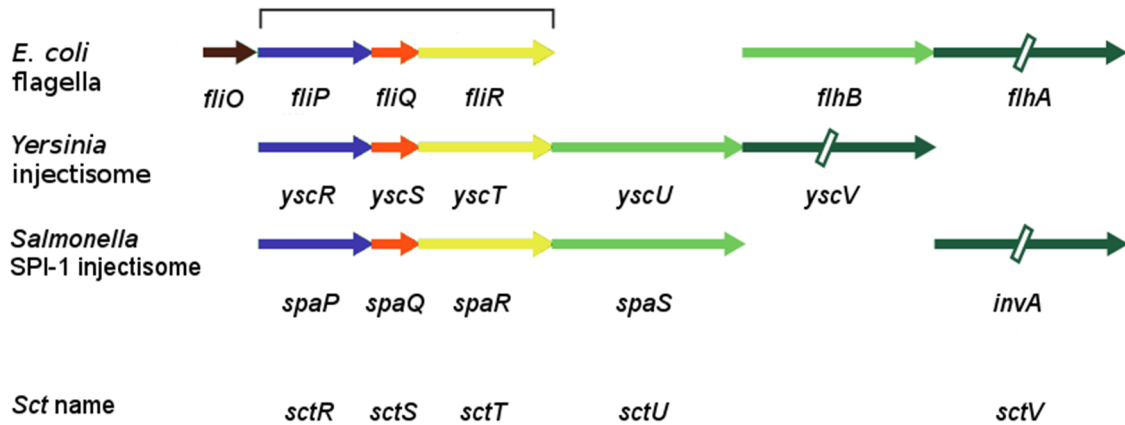 E. coli
flagella
fliO fliP fliQ fliR flhB flhA
Yersinia
injectisome
yscR yscS yscT yscU yscV
Salmonella
SPI-1 injectisome
spaP spaQ spaR spaS invA
Sct name
sctR sctS sctT sctU sctV